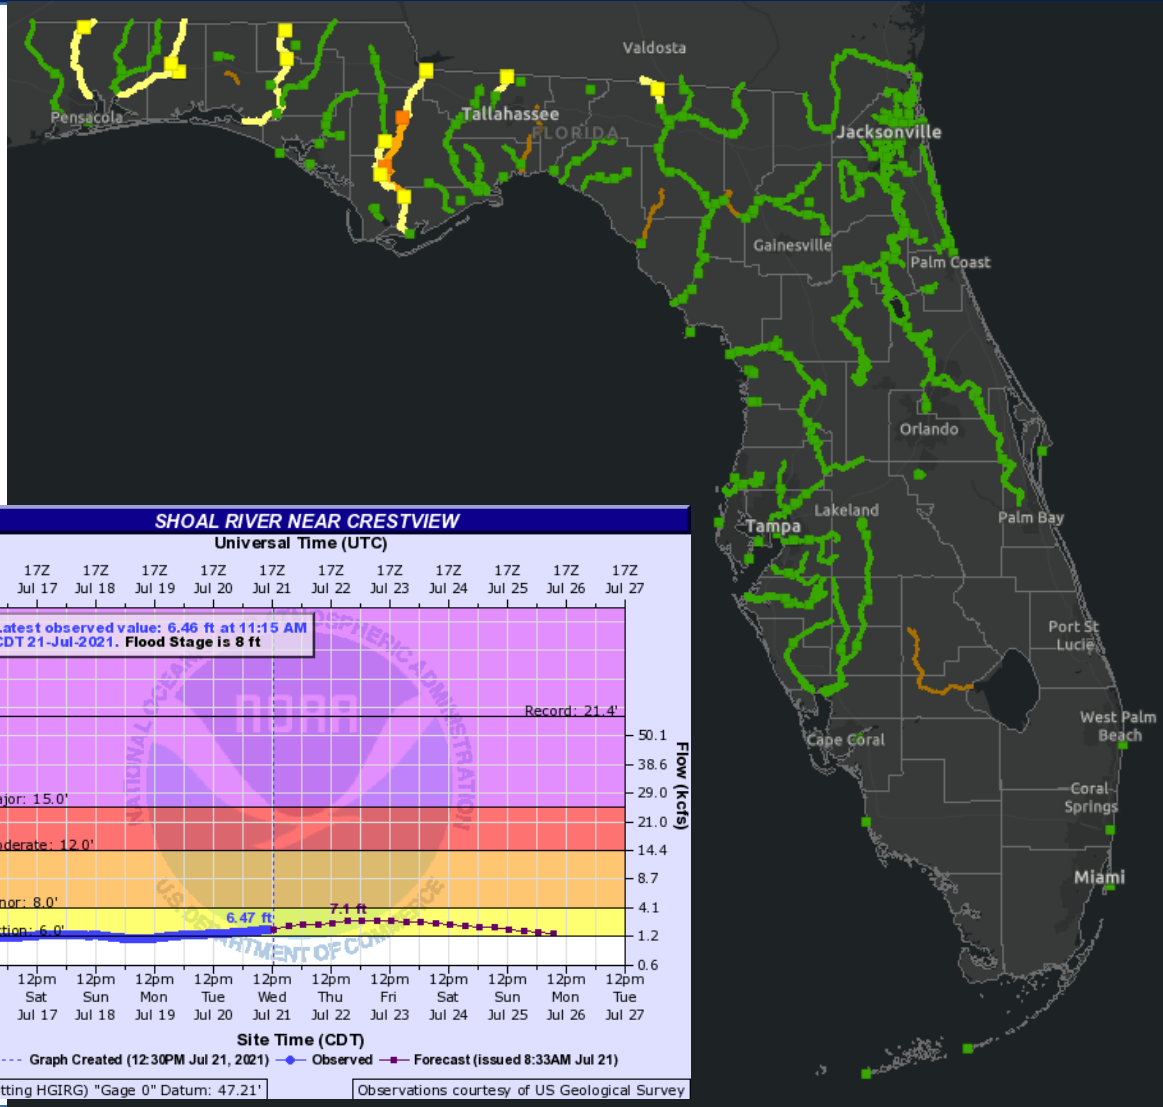 Valdosta
Pensacola
Tallahassee
FLORIDA
Jacksonville
Gainesville
Palm Coast
Orlando
Lakeland
Palm Bay
Tampa
Port St
Lucie
West Palm
Beach
Cape Coral
Coral
Springs
Miami
SHOAL RIVER NEAR CRESTVIEW
Universal Time (UTC)
17Z 17Z 17Z 17Z 17Z 17Z 17Z 17Z 17Z 17Z 17Z
Jul 17 Jul 18 Jul 19 Jul 20 Jul 21 Jul 22 Jul 23 Jul 24 Jul 25 Jul 26 Jul 27
Latest observed value: 6.46 ft at 11:15 AM
CDT 21-Jul-2021. Flood Stage is 8 ft
NOAA
NATIONAL OCEAN
OSPHERIC ADMINISTRATION
U.S. DEPARTMENT OF COMMERCE
Record: 21.4'
ajor: 15.0'
oderate: 12.0'
nor: 8.0'
ction: 6.0'
6.47 ft
7.1 ft
50.1
38.6
29.0
21.0
14.4
8.7
4.1
1.2
0.6
Flow (kcfs)
12pm 12pm 12pm 12pm 12pm 12pm 12pm 12pm 12pm 12pm 12pm
Sat Sun Mon Tue Wed Thu Fri Sat Sun Mon Tue
Jul 17 Jul 18 Jul 19 Jul 20 Jul 21 Jul 22 Jul 23 Jul 24 Jul 25 Jul 26 Jul 27
Site Time (CDT)
Graph Created (12:30PM Jul 21, 2021) Observed Forecast (issued 8:33AM Jul 21)
tting HGIRG) "Gage 0" Datum: 47.21'
Observations courtesy of US Geological Survey